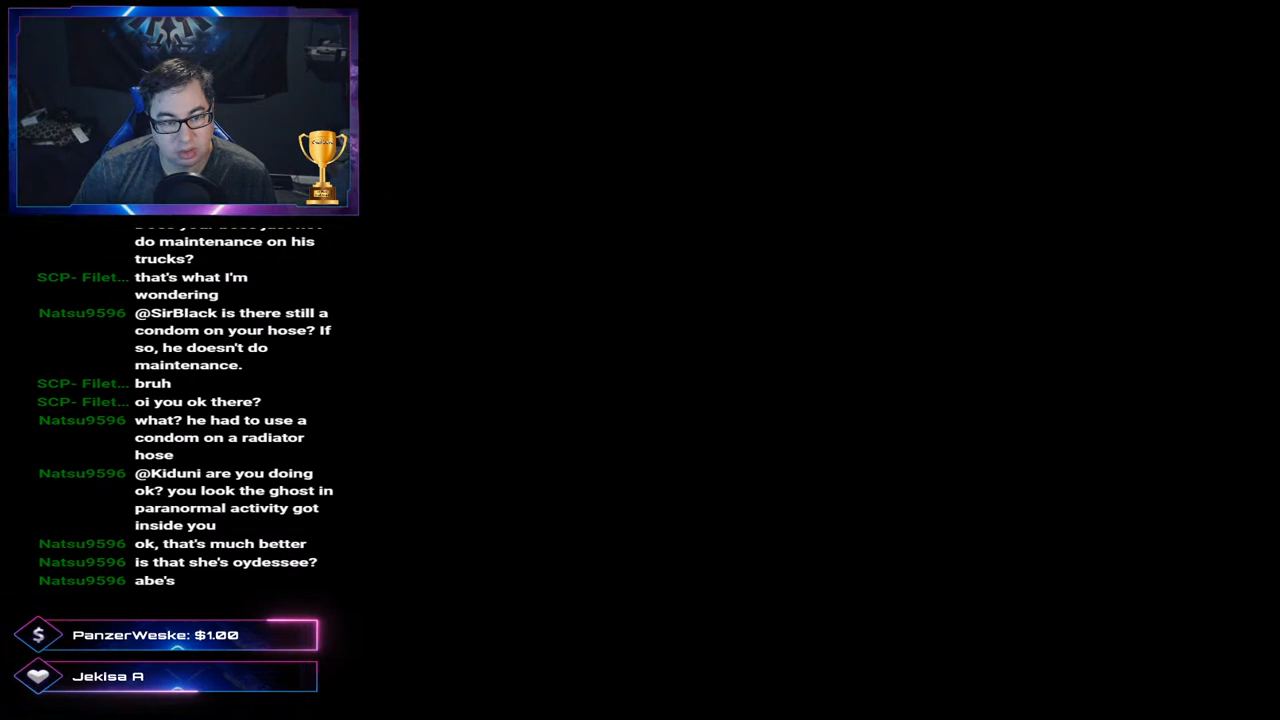 do maintenance on his
trucks?
SCP- Filet... that's what I'm
wondering
Natsu9596 @SirBlack is there still a
condom on your hose? If
so, he doesn't do
maintenance.
SCP- Filet... bruh
SCP- Filet... oi you ok there?
Natsu9596 what? he had to use a
condom on a radiator
hose
Natsu9596 @Kiduni are you doing
ok? you look the ghost in
paranormal activity got
inside you
Natsu9596 ok, that's much better
Natsu9596 is that she's oydessee?
Natsu9596 abe's
$ PanzerWeske: $1.00
Jekisa A